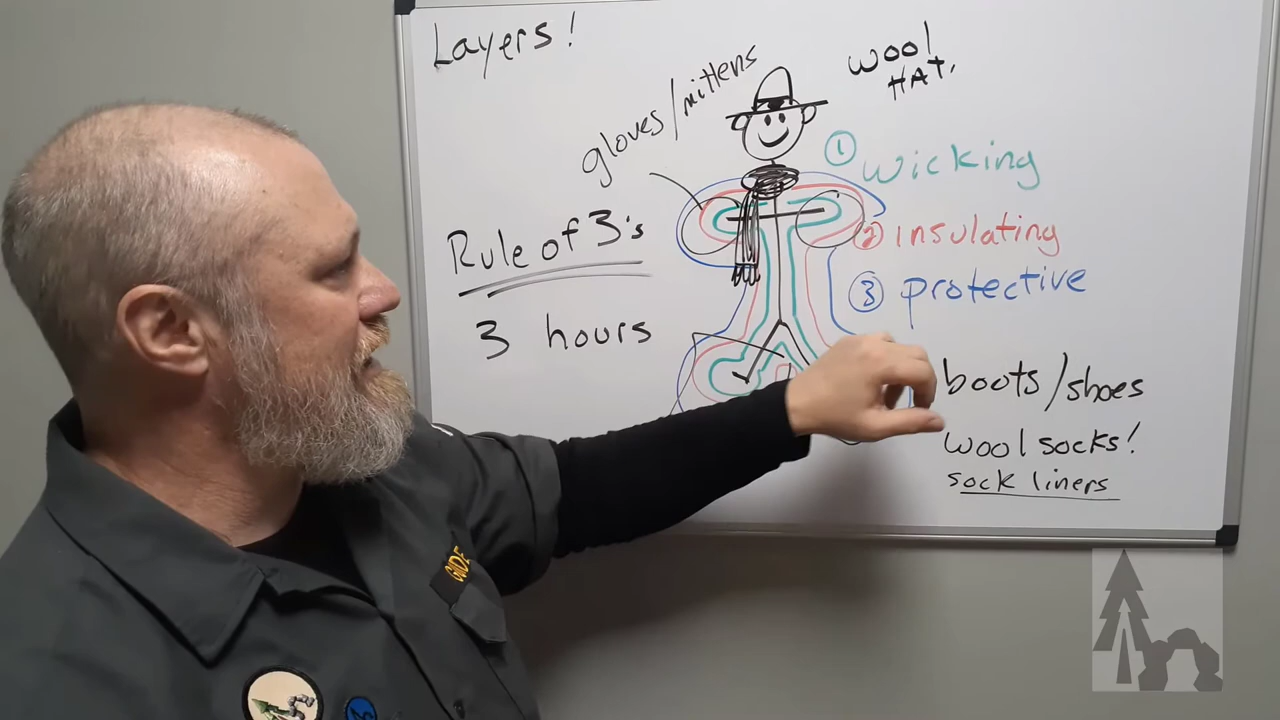 Layers!
wool
HAT,
gloves/mittens
① wicking
② insulating
③ protective
Rule of 3's
3 hours
boots/shoes
wool socks!
sock liners
GIDE